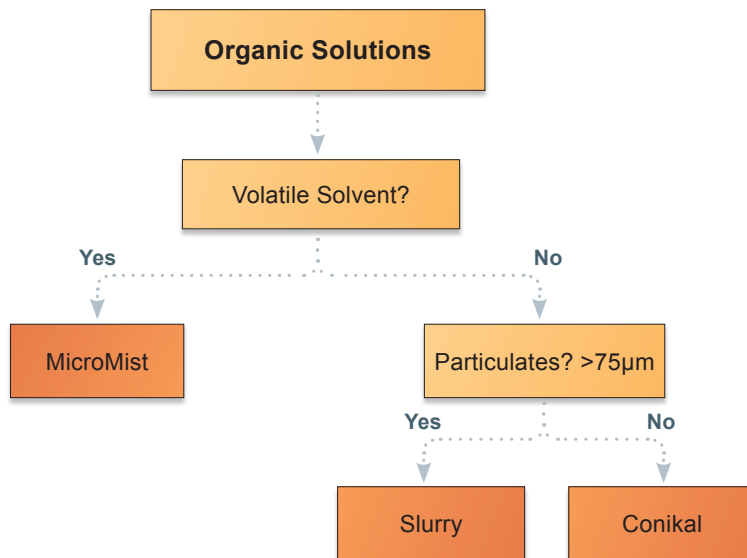 Organic Solutions
Volatile Solvent?
Yes
No
MicroMist
Particulates? >75µm
Yes
No
Slurry
Conikal